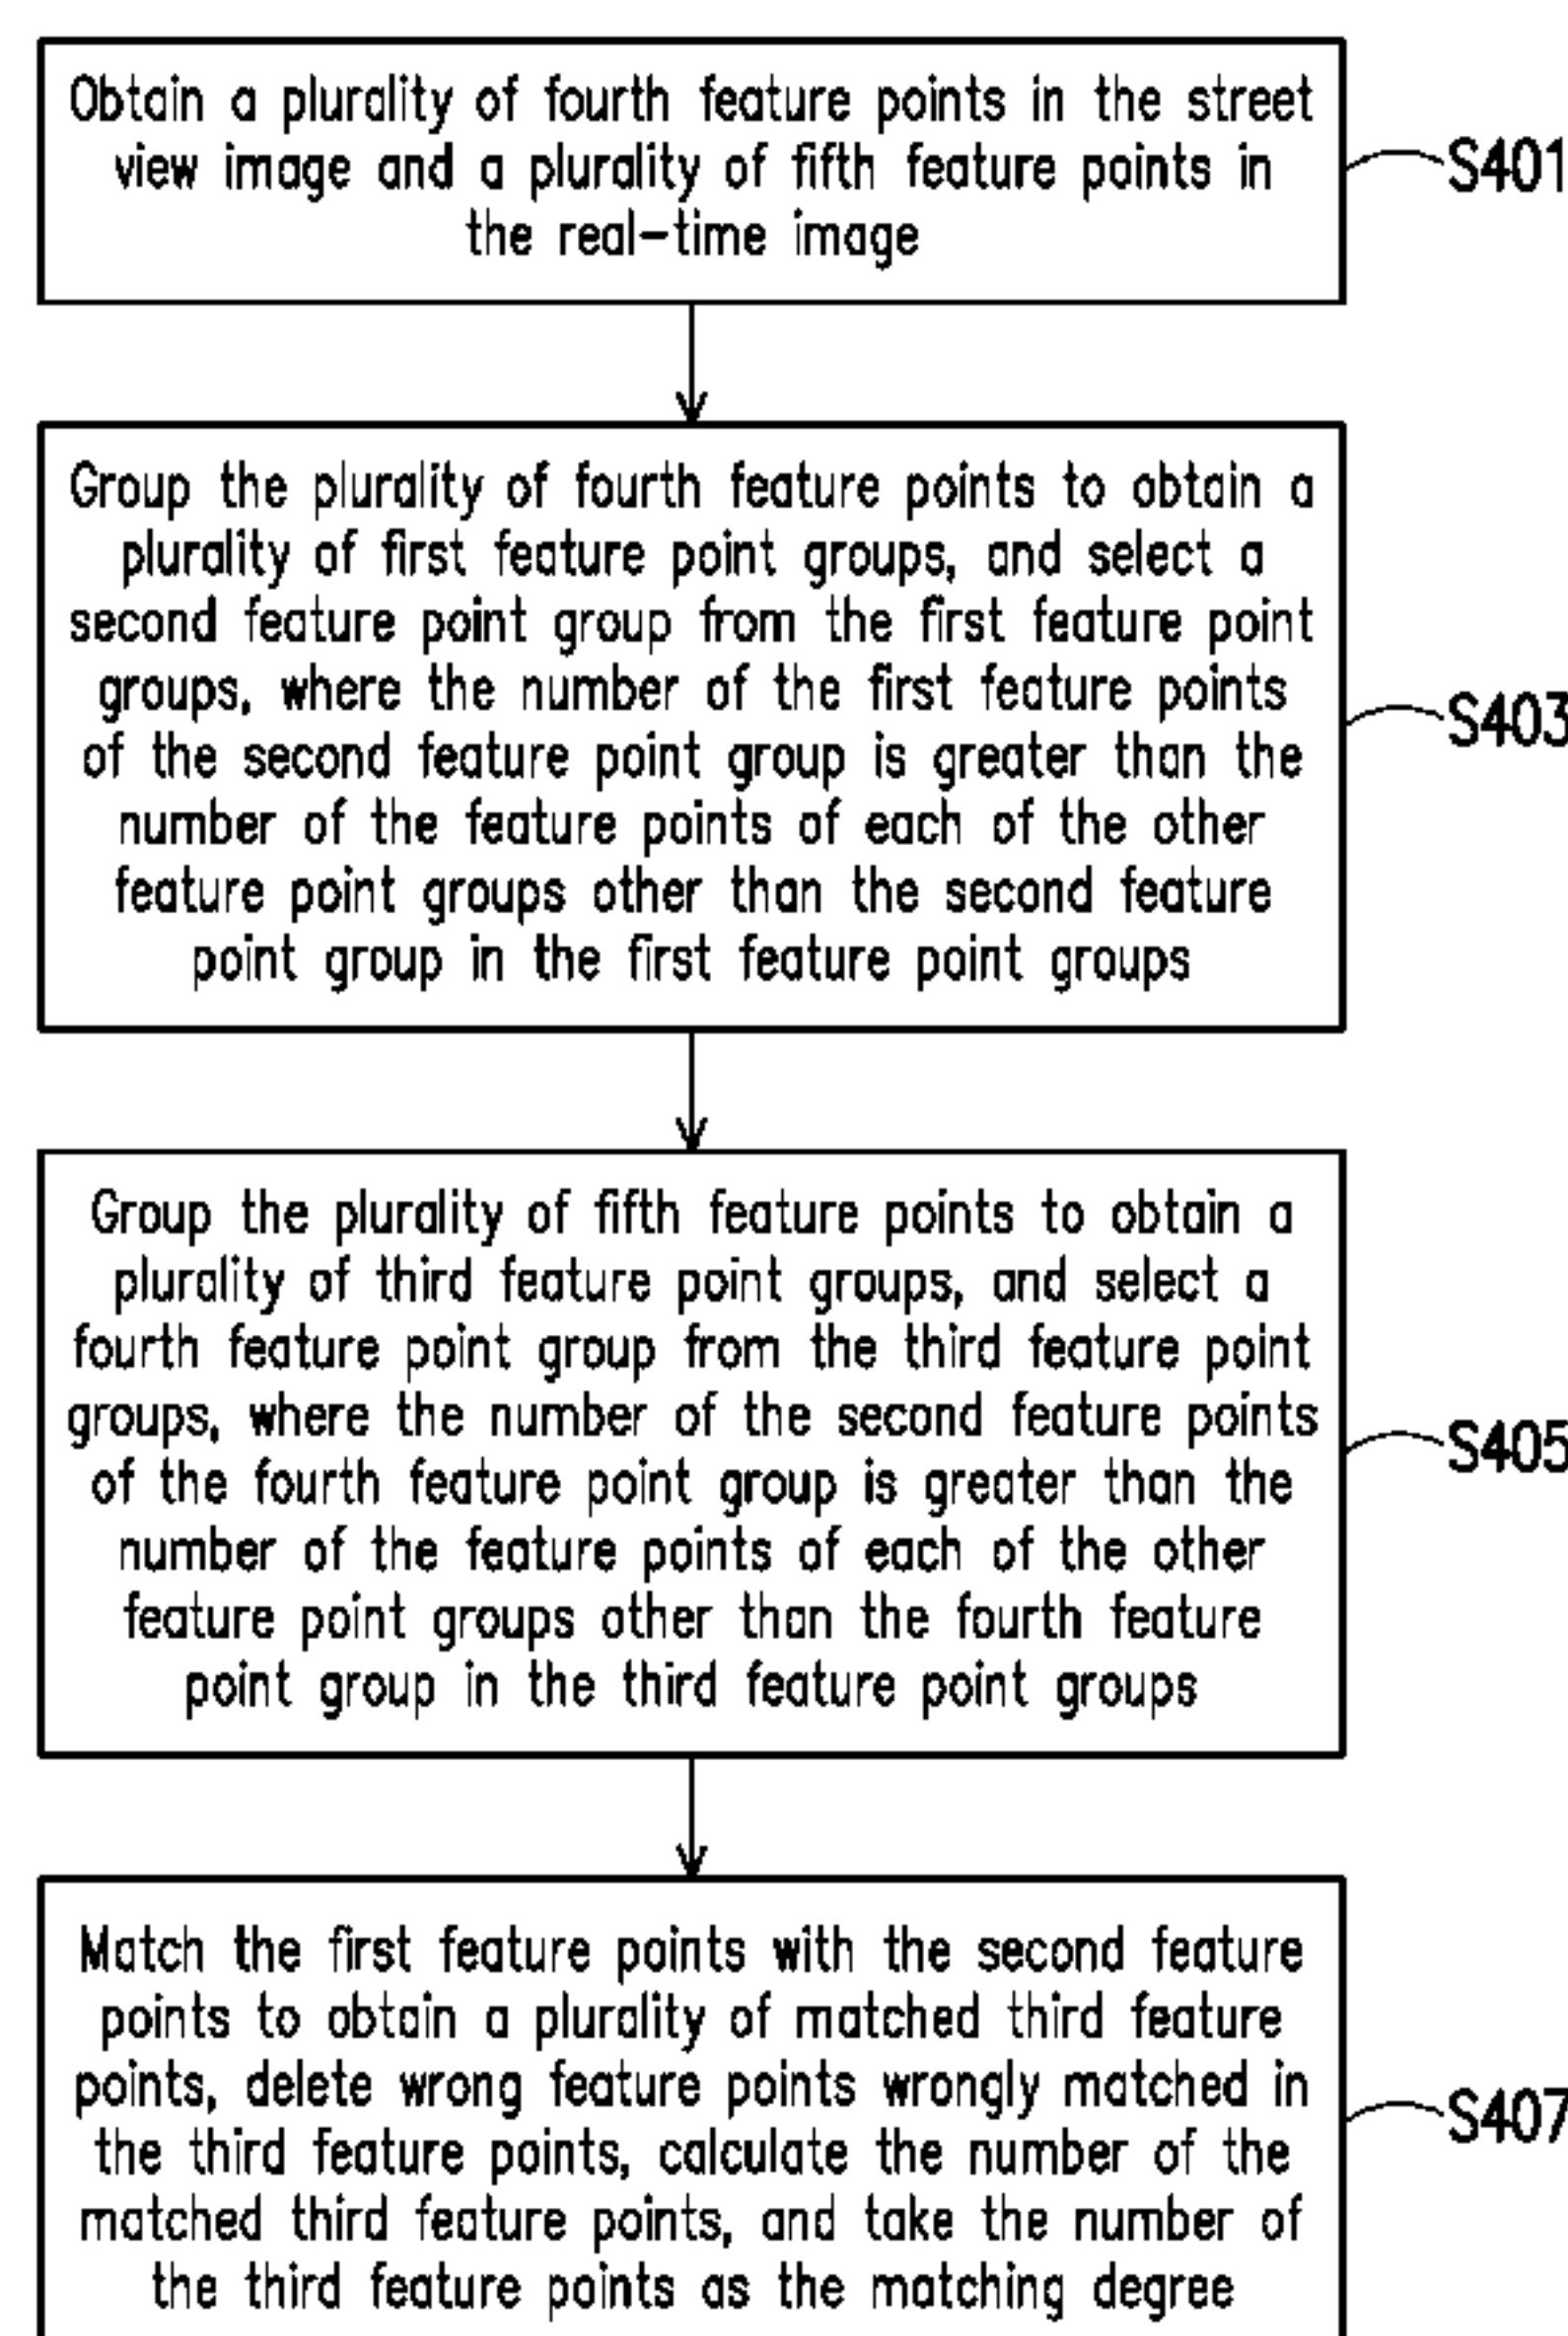 Obtain a plurality of fourth feature points in the street
view image and a plurality of fifth feature points in
the real-time image
S401
Group the plurality of fourth feature points to obtain a
plurality of first feature point groups, and select a
second feature point group from the first feature point
groups, where the number of the first feature points
of the second feature point group is greater than the
number of the feature points of each of the other
feature point groups other than the second feature
point group in the first feature point groups
S403
Group the plurality of fifth feature points to obtain a
plurality of third feature point groups, and select a
fourth feature point group from the third feature point
groups, where the number of the second feature points
of the fourth feature point group is greater than the
number of the feature points of each of the other
feature point groups other than the fourth feature
point group in the third feature point groups
S405
Match the first feature points with the second feature
points to obtain a plurality of matched third feature
points, delete wrong feature points wrongly matched in
the third feature points, calculate the number of the
matched third feature points, and take the number of
the third feature points as the matching degree
S407